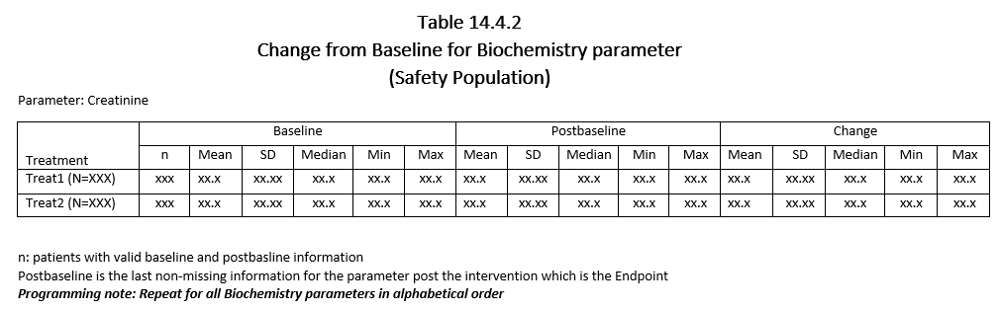 Table 14.4.2
Change from Baseline for Biochemistry parameter
(Safety Population)
Parameter: Creatinine
Baseline Postbaseline Change
Treatment n Mean SD Median Min Max Mean SD Median Min Max Mean SD Median Min Max
Treat1 (N=XXX) xxx xx.x xx.xx xx.x xx.x xx.x xx.x xx.xx xx.x xx.x xx.x xx.x xx.xx xx.x xx.x xx.x
Treat2 (N=XXX) xxx xx.x xx.xx xx.x xx.x xx.x xx.x xx.xx xx.x xx.x xx.x xx.x xx.xx xx.x xx.x xx.x
n: patients with valid baseline and postbasline information
Postbaseline is the last non-missing information for the parameter post the intervention which is the Endpoint
Programming note: Repeat for all Biochemistry parameters in alphabetical order